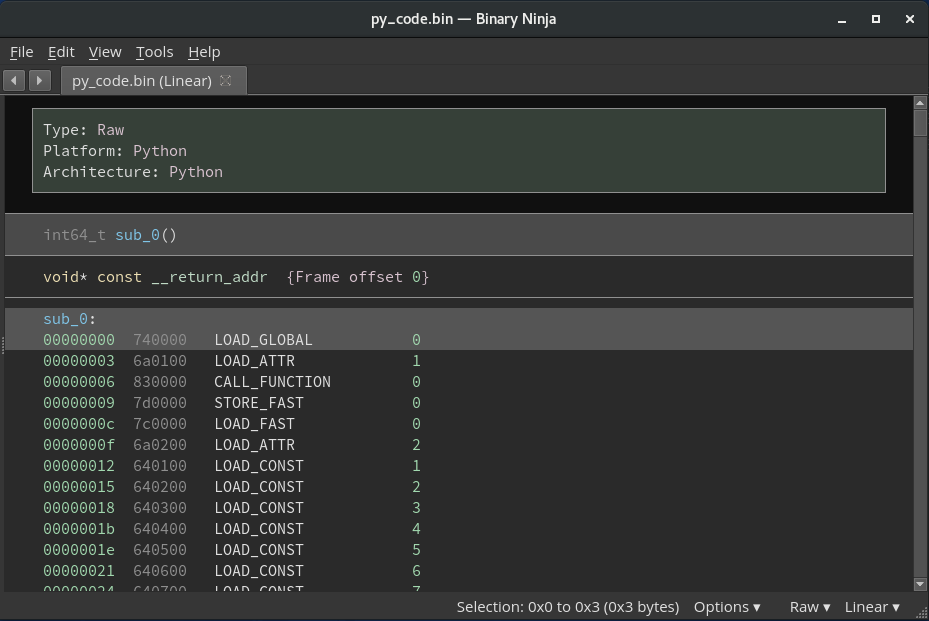 py_code.bin — Binary Ninja
File Edit View Tools Help
py_code.bin (Linear)
Type: Raw
Platform: Python
Architecture: Python
int64_t sub_0()
void* const __return_addr {Frame offset 0}
sub_0:
00000000 740000 LOAD_GLOBAL 0
00000003 6a0100 LOAD_ATTR 1
00000006 830000 CALL_FUNCTION 0
00000009 7d0000 STORE_FAST 0
0000000c 7c0000 LOAD_FAST 0
0000000f 6a0200 LOAD_ATTR 2
00000012 640100 LOAD_CONST 1
00000015 640200 LOAD_CONST 2
00000018 640300 LOAD_CONST 3
0000001b 640400 LOAD_CONST 4
0000001e 640500 LOAD_CONST 5
00000021 640600 LOAD_CONST 6
00000024 640700 LOAD_CONST 7
Selection: 0x0 to 0x3 (0x3 bytes) Options ▾ Raw ▾ Linear ▾